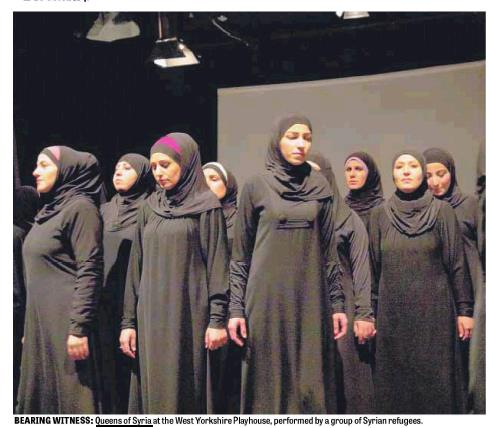 BEARING WITNESS: Queens of Syria at the West Yorkshire Playhouse, performed by a group of Syrian refugees.